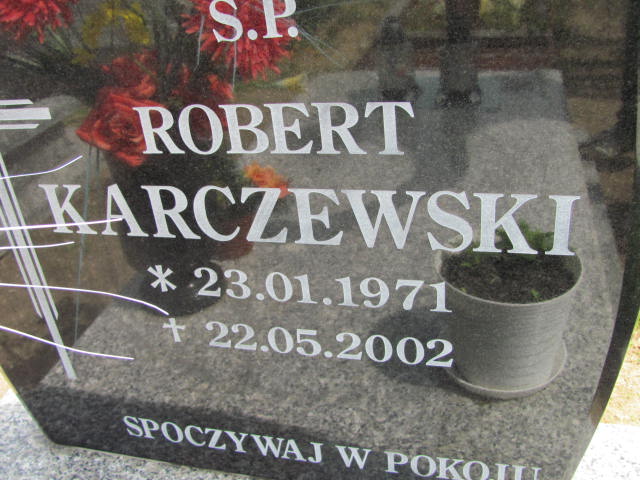 S.P.
ROBERT
KARCZEWSKI
* 23.01.1971
† 22.05.2002
SPOCZYWAJ W POKOJU